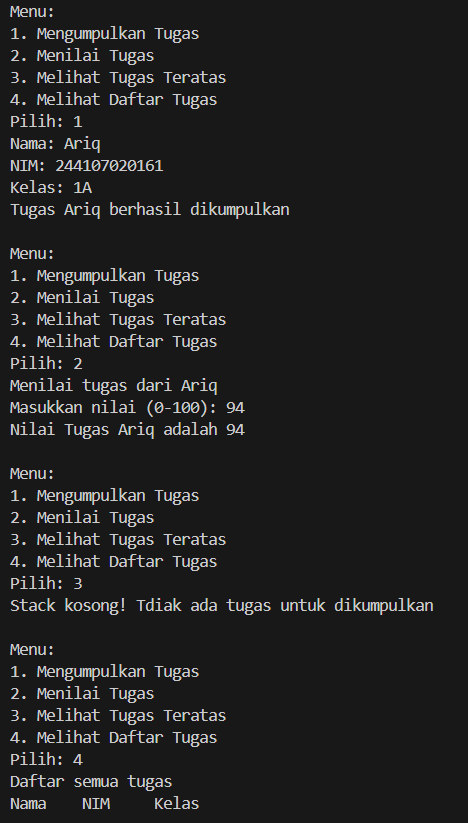 Menu:
1. Mengumpulkan Tugas
2. Menilai Tugas
3. Melihat Tugas Teratas
4. Melihat Daftar Tugas
Pilih: 1
Nama: Ariq
NIM: 244107020161
Kelas: 1A
Tugas Ariq berhasil dikumpulkan

Menu:
1. Mengumpulkan Tugas
2. Menilai Tugas
3. Melihat Tugas Teratas
4. Melihat Daftar Tugas
Pilih: 2
Menilai tugas dari Ariq
Masukkan nilai (0-100): 94
Nilai Tugas Ariq adalah 94

Menu:
1. Mengumpulkan Tugas
2. Menilai Tugas
3. Melihat Tugas Teratas
4. Melihat Daftar Tugas
Pilih: 3
Stack kosong! Tdiak ada tugas untuk dikumpulkan

Menu:
1. Mengumpulkan Tugas
2. Menilai Tugas
3. Melihat Tugas Teratas
4. Melihat Daftar Tugas
Pilih: 4
Daftar semua tugas
Nama    NIM     Kelas